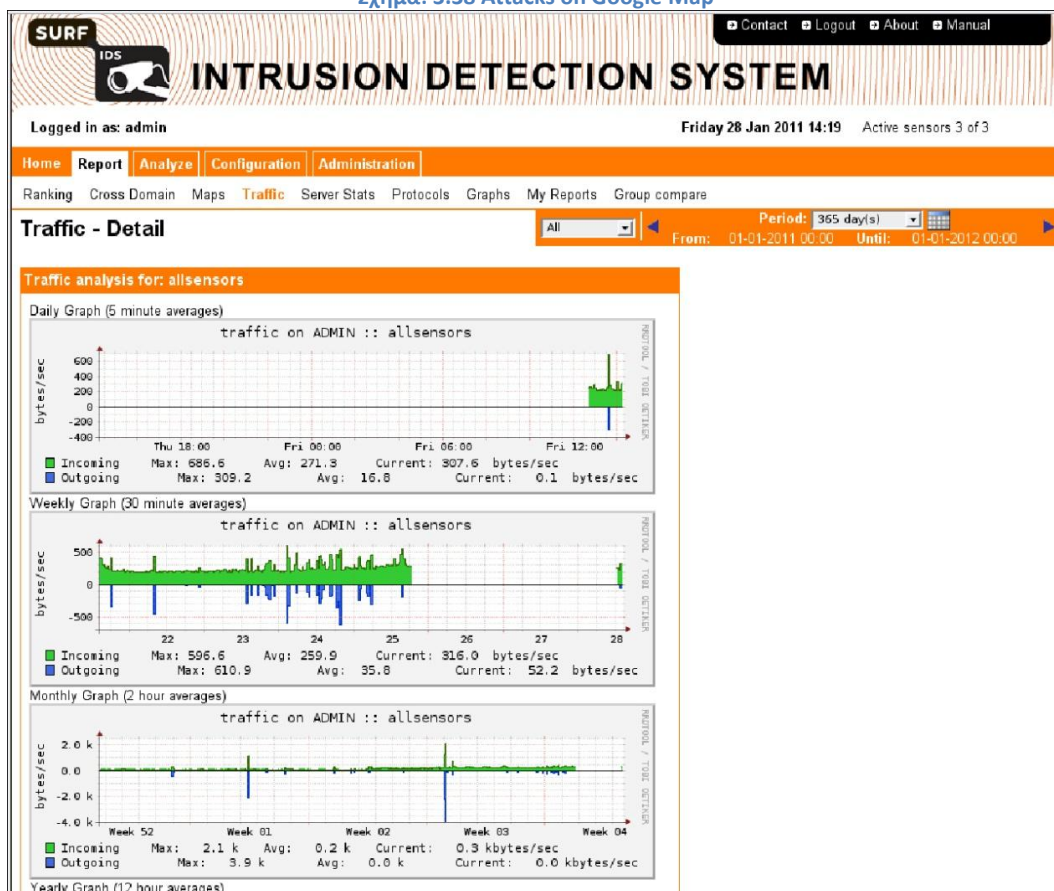 Σχήμα: 5.38 Attacks on Google Map
SURF
IDS
INTRUSION DETECTION SYSTEM
Contact Logout About Manual
Logged in as: admin
Friday 28 Jan 2011 14:19 Active sensors 3 of 3
Home Report Analyze Configuration Administration
Ranking Cross Domain Maps Traffic Server Stats Protocols Graphs My Reports Group compare
Traffic - Detail
All
Period: 365 day(s)
From: 01-01-2011 00:00 Until: 01-01-2012 00:00
Traffic analysis for: allsensors
Daily Graph (5 minute averages)
traffic on ADMIN :: allsensors
RRDTOOL / TOBI OETIKER
bytes/sec
600
400
200
0
-200
-400
Thu 18:00 Fri 00:00 Fri 06:00 Fri 12:00
Incoming Max: 686.6 Avg: 271.3 Current: 307.6 bytes/sec
Outgoing Max: 309.2 Avg: 16.8 Current: 0.1 bytes/sec
Weekly Graph (30 minute averages)
traffic on ADMIN :: allsensors
RRDTOOL / TOBI OETIKER
bytes/sec
500
0
-500
22 23 24 25 26 27 28
Incoming Max: 596.6 Avg: 259.9 Current: 316.0 bytes/sec
Outgoing Max: 610.9 Avg: 35.8 Current: 52.2 bytes/sec
Monthly Graph (2 hour averages)
traffic on ADMIN :: allsensors
RRDTOOL / TOBI OETIKER
bytes/sec
2.0 k
0.0
-2.0 k
-4.0 k
Week 52 Week 01 Week 02 Week 03 Week 04
Incoming Max: 2.1 k Avg: 0.2 k Current: 0.3 kbytes/sec
Outgoing Max: 3.9 k Avg: 0.0 k Current: 0.0 kbytes/sec
Yearly Graph (12 hour averages)